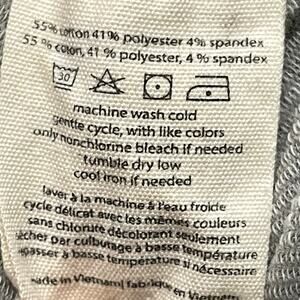 55% cotton 41% polyester 4% spandex
55 % coton, 41 % polyester, 4 % spandex
30
machine wash cold
gentle cycle, with like colors
only nonchlorine bleach if needed
tumble dry low
cool iron if needed
laver à la machine à l'eau froide
cycle délicat avec les mêmes couleurs
sans chlorure décolorant seulement
sécher par culbutage à basse température
repasser à basse température si nécessaire
made in Vietnam| fabriqué en Vietnam